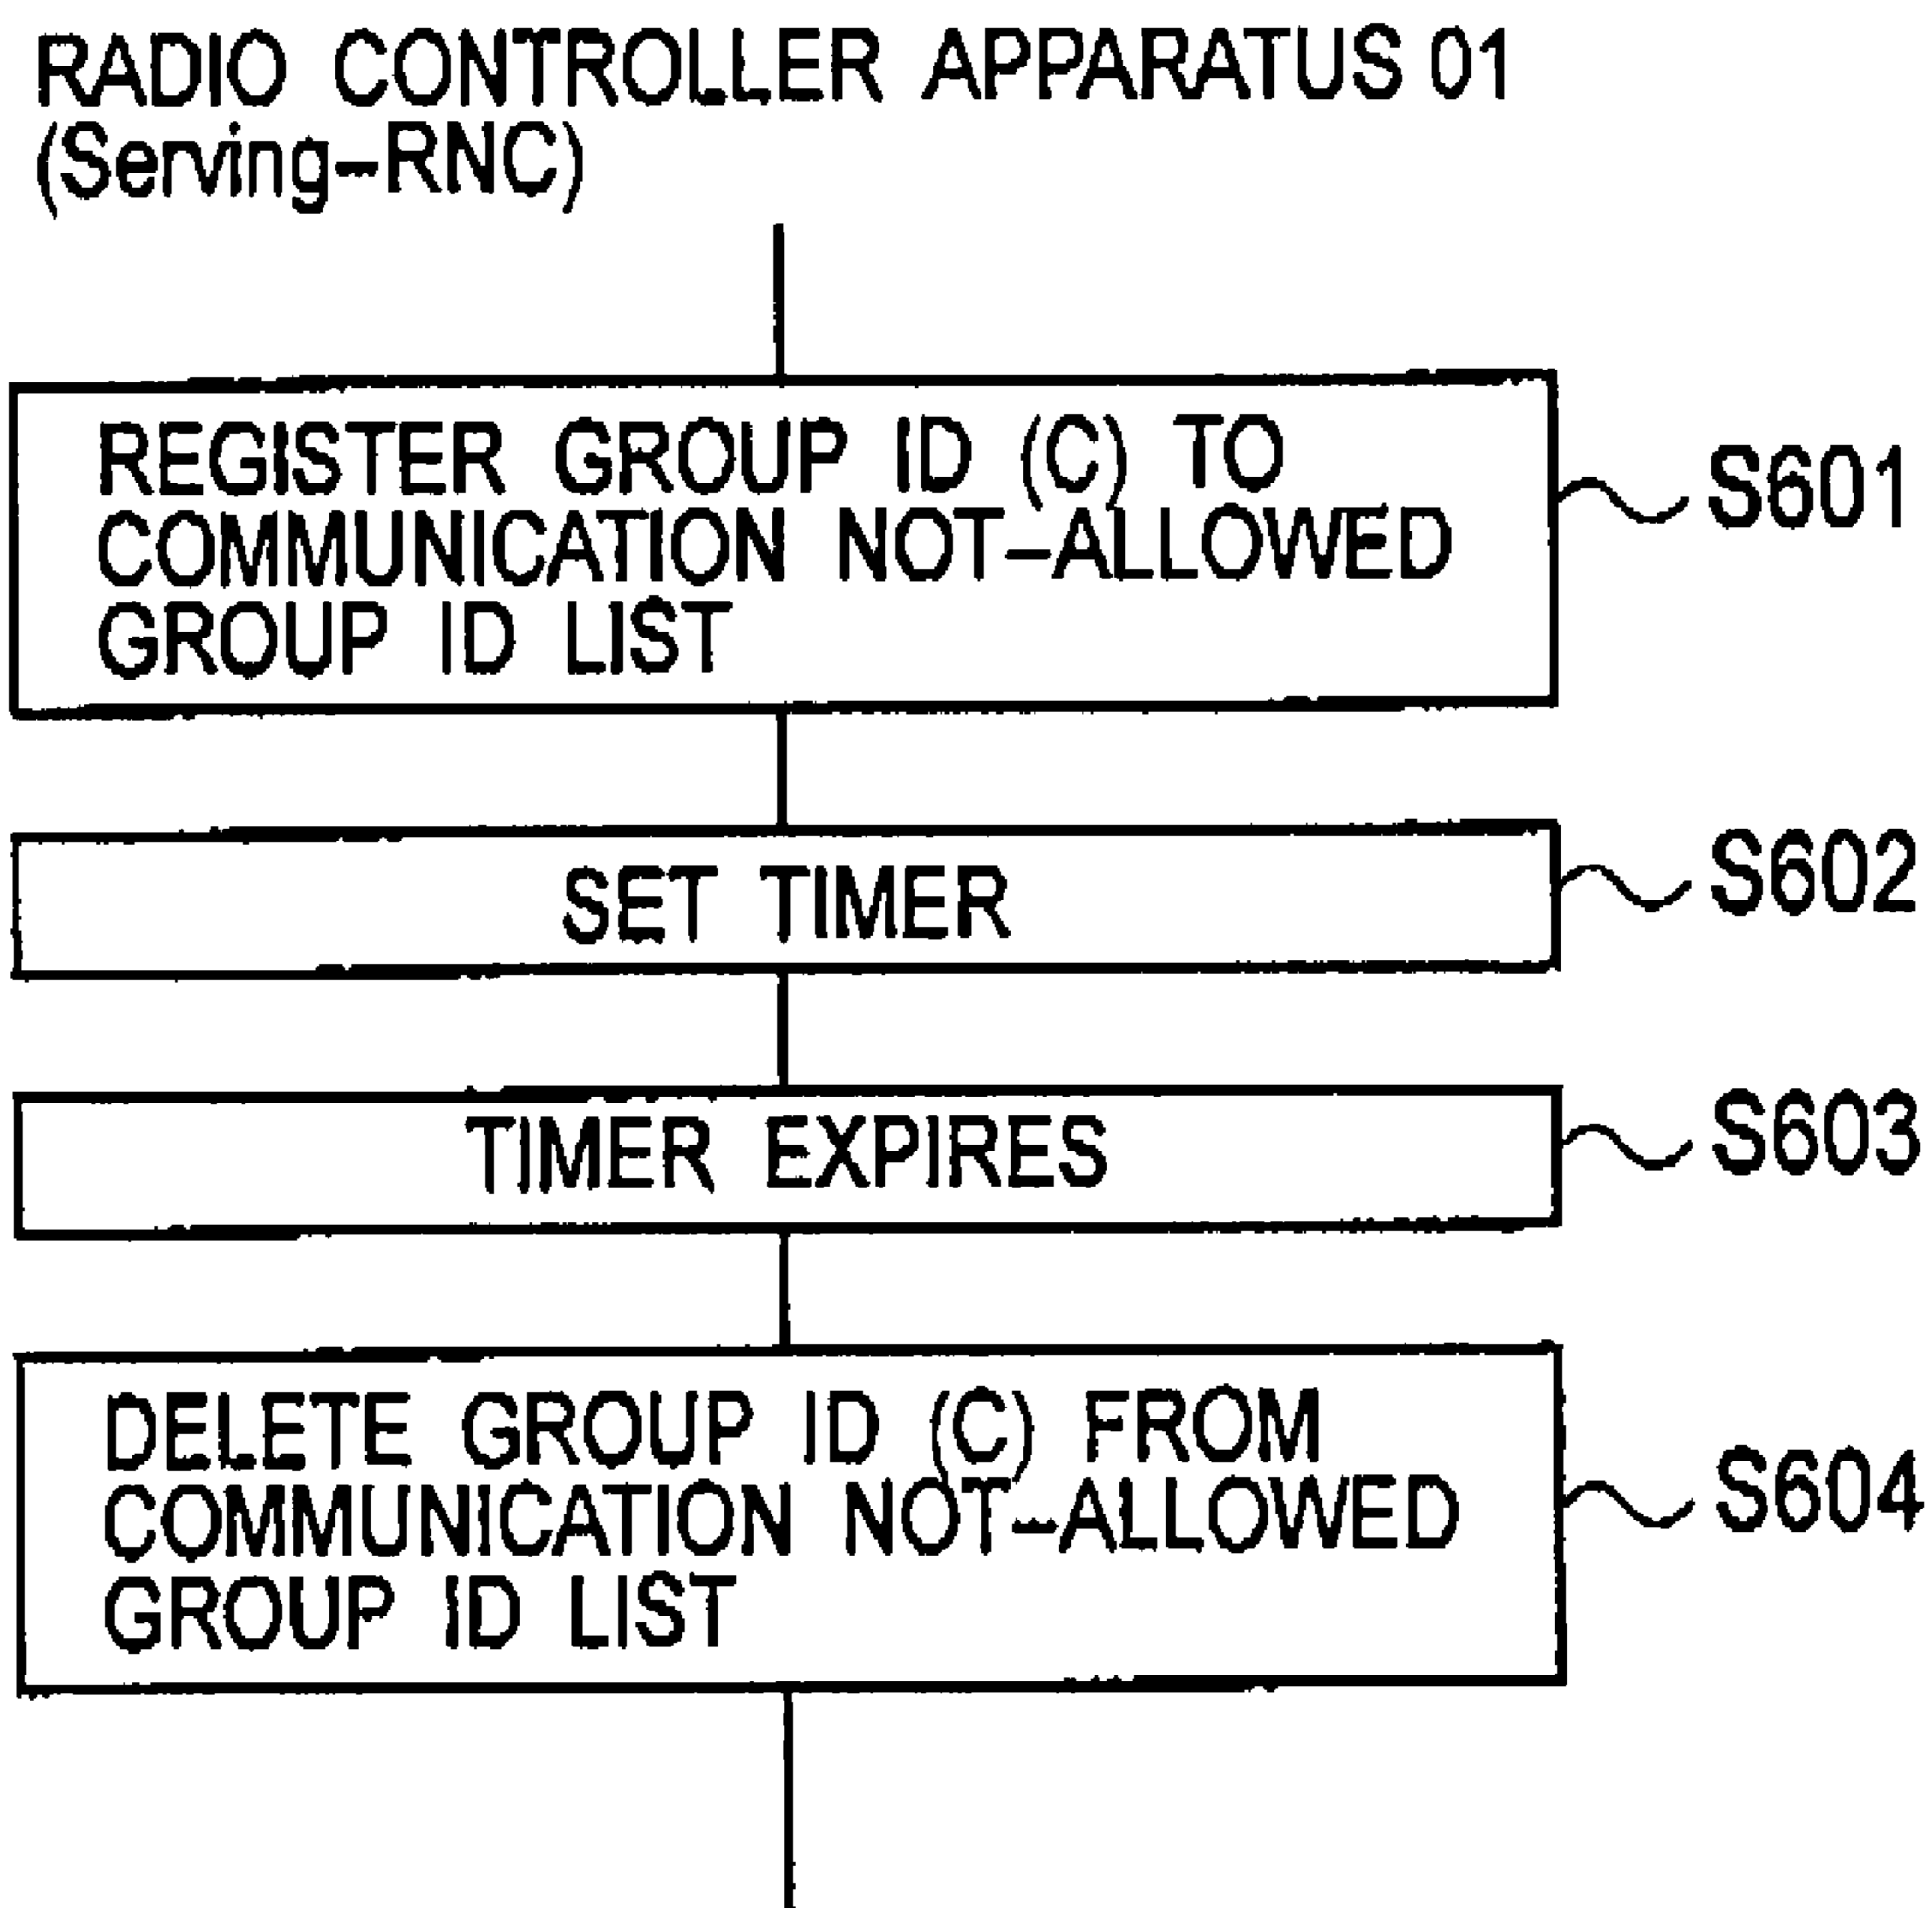 RADIO CONTROLLER APPARATUS 01
(Serving-RNC)
REGISTER GROUP ID (C) TO
COMMUNICATION NOT-ALLOWED
GROUP ID LIST
S601
SET TIMER
S602
TIMER EXPIRES
S603
DELETE GROUP ID (C) FROM
COMMUNICATION NOT-ALLOWED
GROUP ID LIST
S604